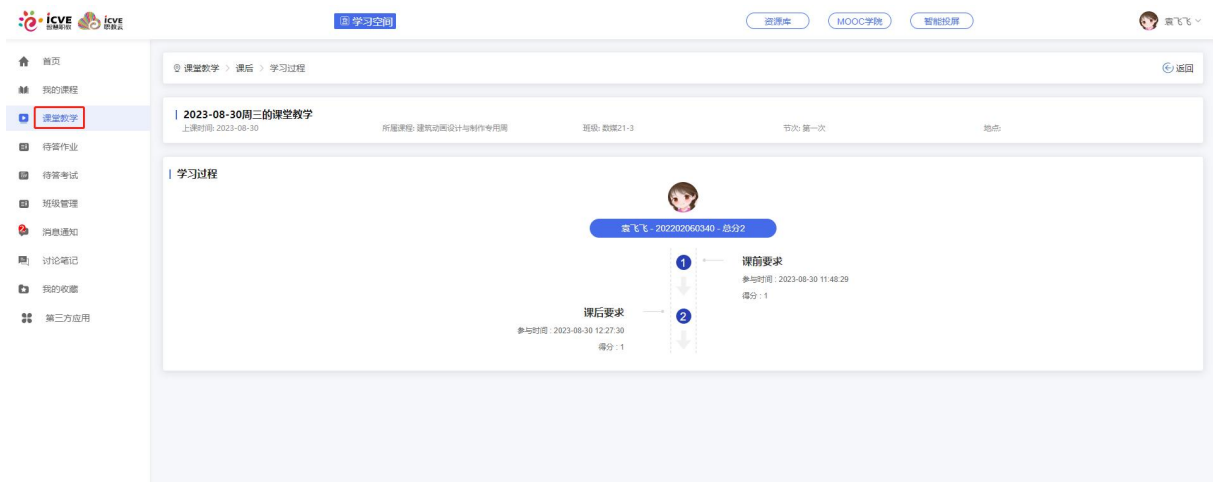 icve 智慧职教 icve 职教云
学习空间
资源库 MOOC学院 智能投屏
袁飞飞
首页
我的课程
课堂教学
待答作业
待答考试
班级管理
2 消息通知
讨论笔记
我的收藏
第三方应用
课堂教学 > 课后 > 学习过程
返回
2023-08-30周三的课堂教学
上课时间: 2023-08-30 所属课程: 建筑动画设计与制作专用周 班级: 数媒21-3 节次: 第一次 地点:
学习过程
袁飞飞 - 202202060340 - 总分2
1
课前要求
参与时间 : 2023-08-30 11:48:29
得分 : 1
课后要求
2
参与时间 : 2023-08-30 12:27:30
得分 : 1